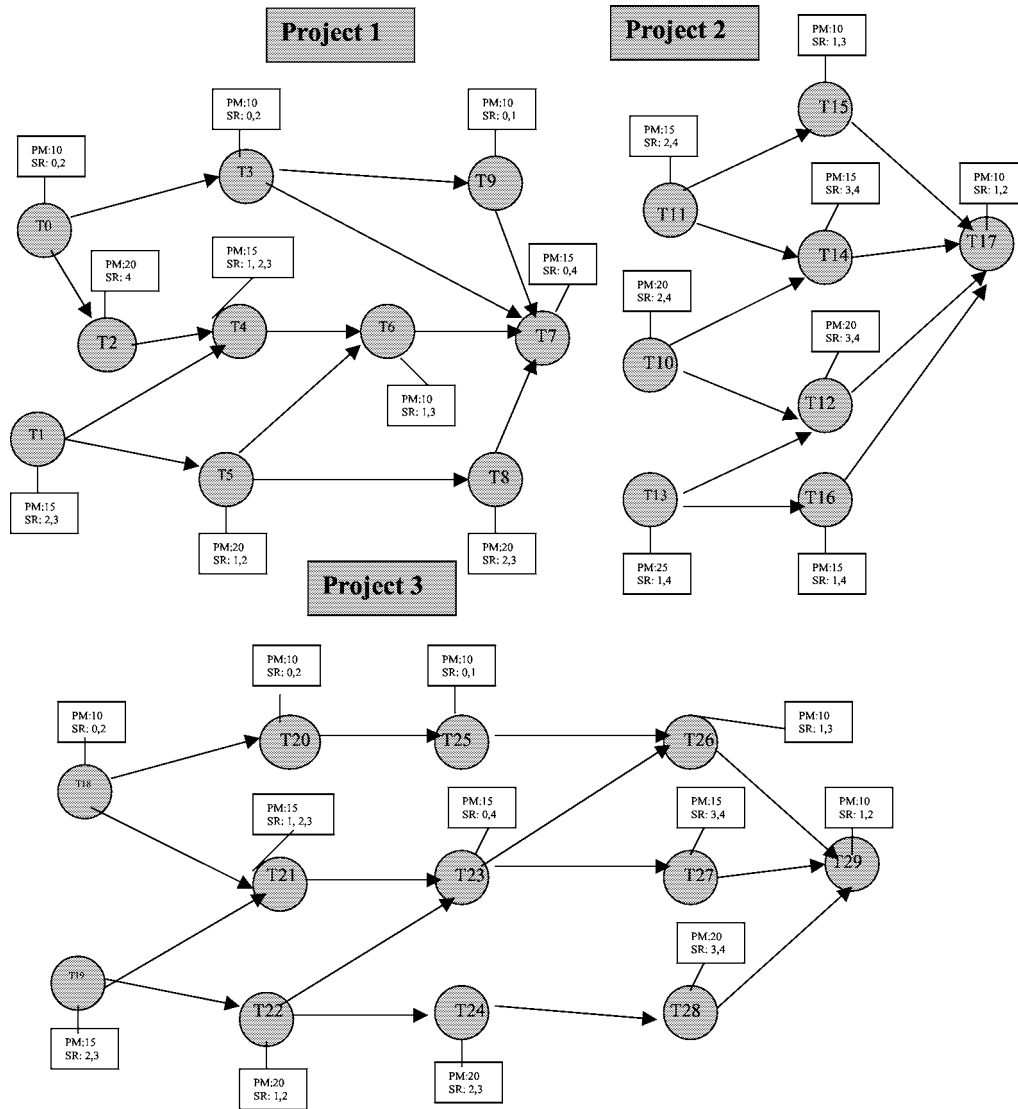 Project 1
PM:10
SR: 0,2
T0
PM:10
SR: 0,2
T3
PM:10
SR: 0,1
T9
PM:20
SR: 4
T2
PM:15
SR: 1, 2,3
T4
T6
PM:10
SR: 1,3
PM:15
SR: 0,4
T7
T1
PM:15
SR: 2,3
T5
PM:20
SR: 1,2
T8
PM:20
SR: 2,3
Project 2
PM:10
SR: 1,3
T15
PM:15
SR: 2,4
T11
PM:15
SR: 3,4
T14
PM:10
SR: 1,2
T17
PM:20
SR: 2,4
T10
PM:20
SR: 3,4
T12
T13
PM:25
SR: 1,4
T16
PM:15
SR: 1,4
Project 3
PM:10
SR: 0,2
T18
PM:10
SR: 0,2
T20
PM:10
SR: 0,1
T25
T26
PM:10
SR: 1,3
PM:15
SR: 1, 2,3
T21
PM:15
SR: 0,4
T23
PM:15
SR: 3,4
T27
PM:10
SR: 1,2
T29
T19
PM:15
SR: 2,3
T22
PM:20
SR: 1,2
T24
PM:20
SR: 2,3
PM:20
SR: 3,4
T28